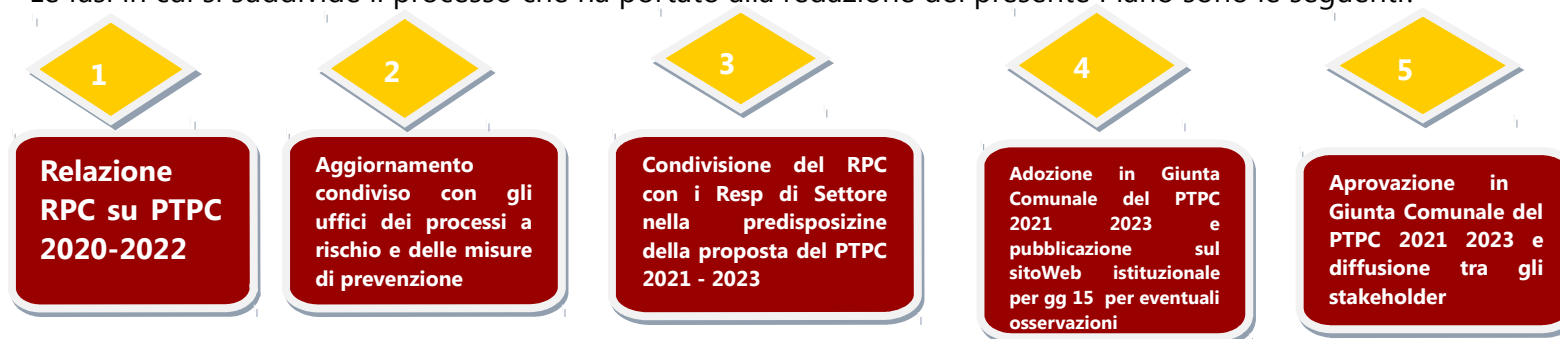 Le fasi in cui si suddivide il processo che ha portato alla redazione del presente Piano sono le seguenti:
1
2
3
4
5
Relazione
RPC su PTPC
2020-2022
Aggiornamento
condiviso con gli
uffici dei processi a
rischio e delle misure
di prevenzione
Condivisione del RPC
con i Resp di Settore
nella predisposizine
della proposta del PTPC
2021 - 2023
Adozione in Giunta
Comunale del PTPC
2021 2023 e
pubblicazione sul
sitoWeb istituzionale
per gg 15 per eventuali
osservazioni
Aprovazione in
Giunta Comunale del
PTPC 2021 2023 e
diffusione tra gli
stakeholder